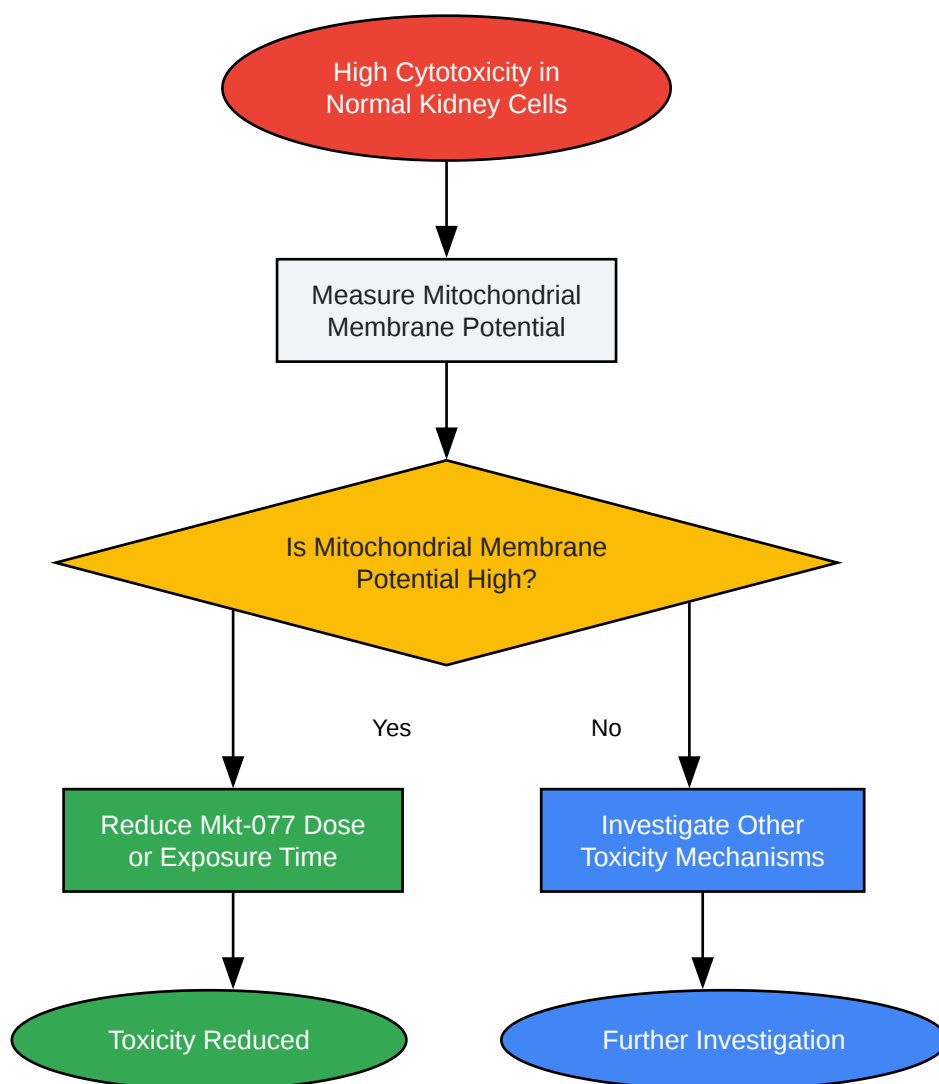 High Cytotoxicity in
Normal Kidney Cells
Measure Mitochondrial
Membrane Potential
Is Mitochondrial Membrane
Potential High?
Yes
No
Reduce Mkt-077 Dose
or Exposure Time
Investigate Other
Toxicity Mechanisms
Toxicity Reduced
Further Investigation